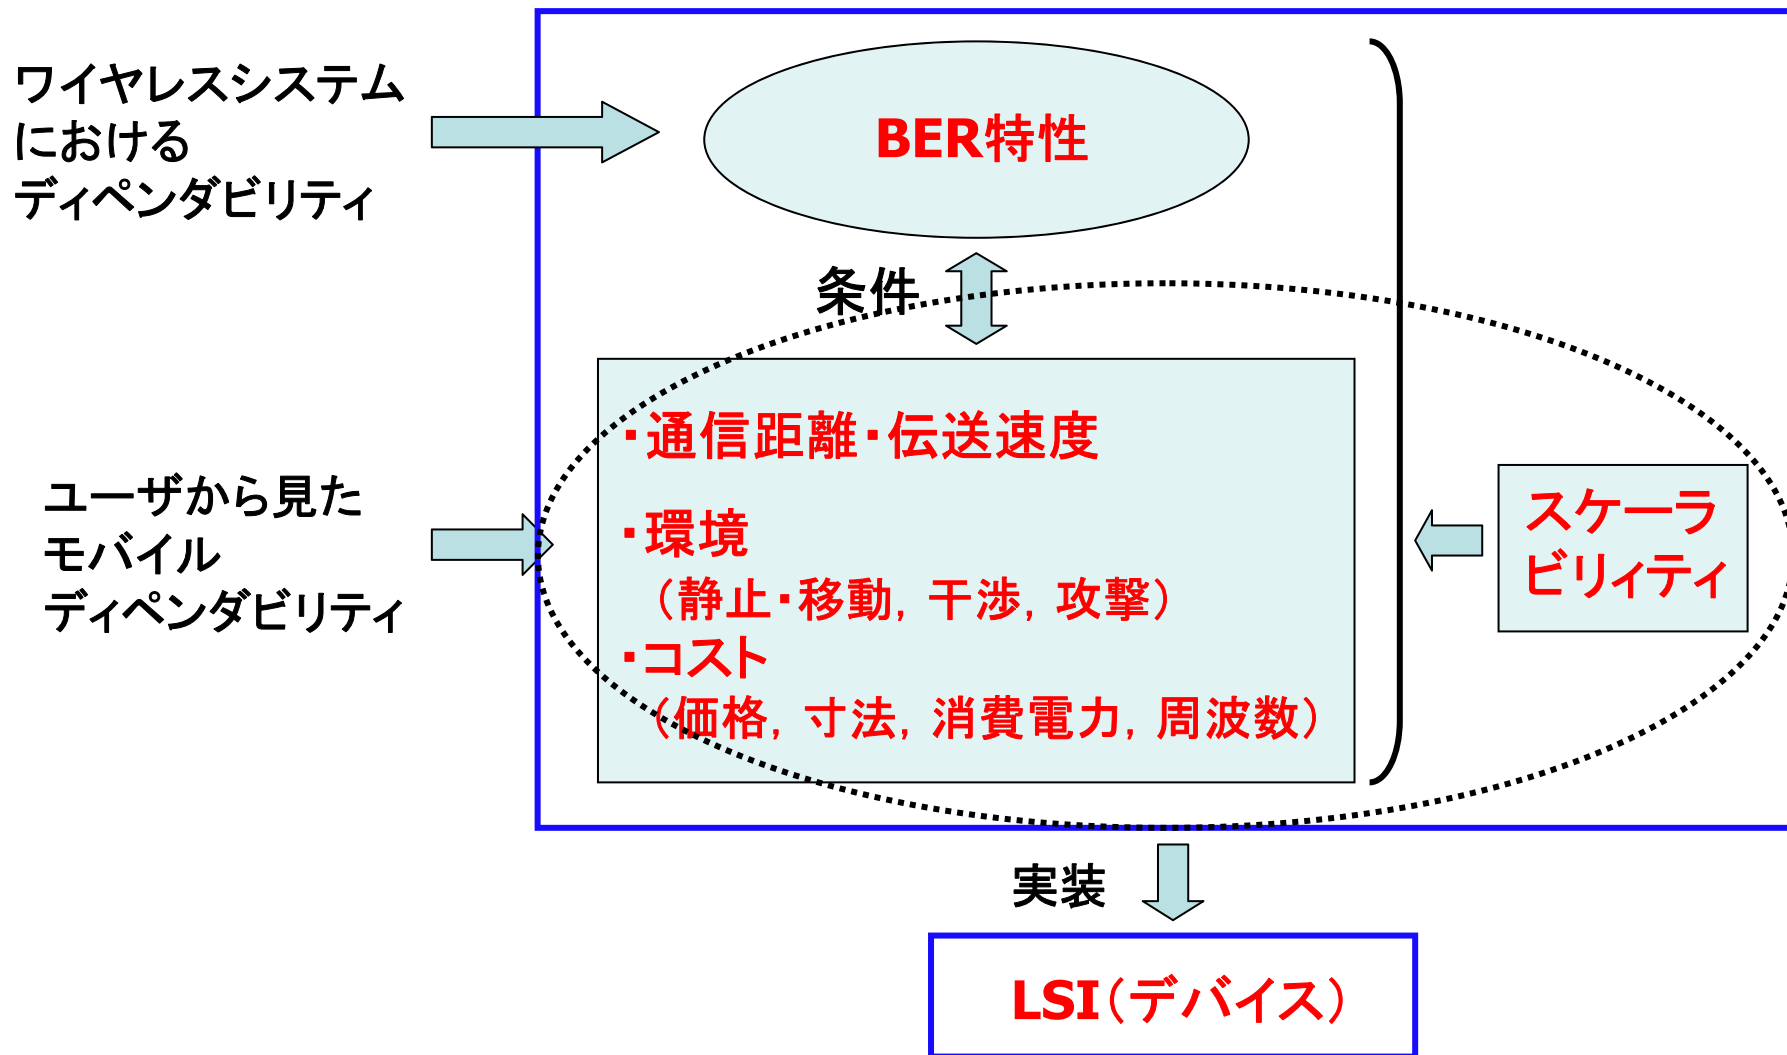 ワイヤレスシステム
における
ディペンダビリティ
BER特性
条件
・通信距離・伝送速度
・環境
（静止・移動，干渉，攻撃）
・コスト
（価格，寸法，消費電力，周波数）
ユーザから見た
モバイル
ディペンダビリティ
スケーラ
ビリィティ
実装
LSI（デバイス）